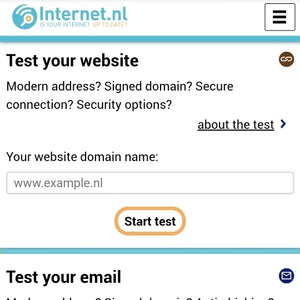 Internet.nl
IS YOUR INTERNET UP TO DATE?
Test your website
Modern address? Signed domain? Secure
connection? Security options?
about the test
Your website domain name:
www.example.nl
Start test
Test your email